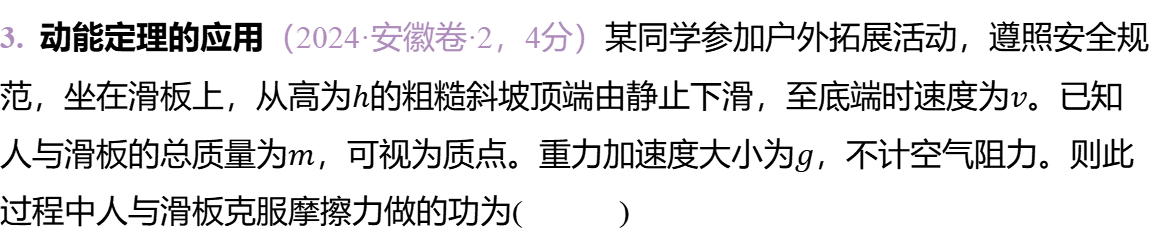 3. 动能定理的应用（2024·安徽卷·2，4分）某同学参加户外拓展活动，遵照安全规
范，坐在滑板上，从高为h的粗糙斜坡顶端由静止下滑，至底端时速度为v。已知
人与滑板的总质量为m，可视为质点。重力加速度大小为g，不计空气阻力。则此
过程中人与滑板克服摩擦力做的功为(　　　)